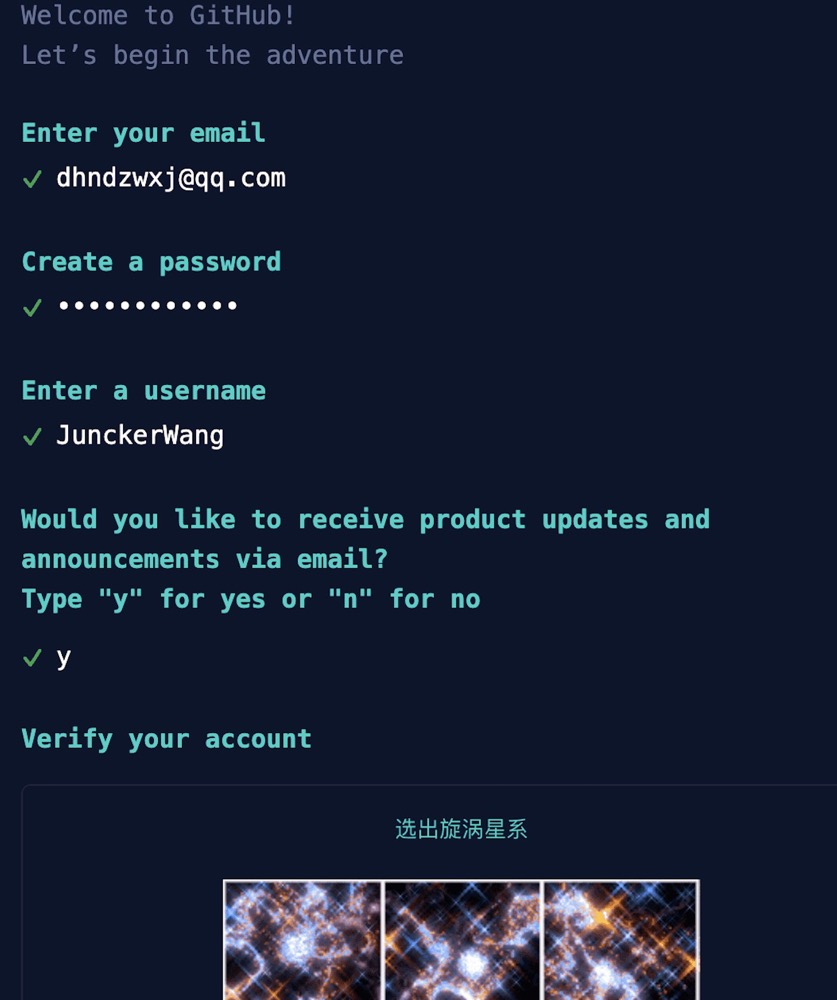 Welcome to GitHub!
Let’s begin the adventure
Enter your email
✓ dhndzwxj@qq.com
Create a password
✓ ••••••••••••
Enter a username
✓ JunckerWang
Would you like to receive product updates and
announcements via email?
Type "y" for yes or "n" for no
✓ y
Verify your account
选出旋涡星系